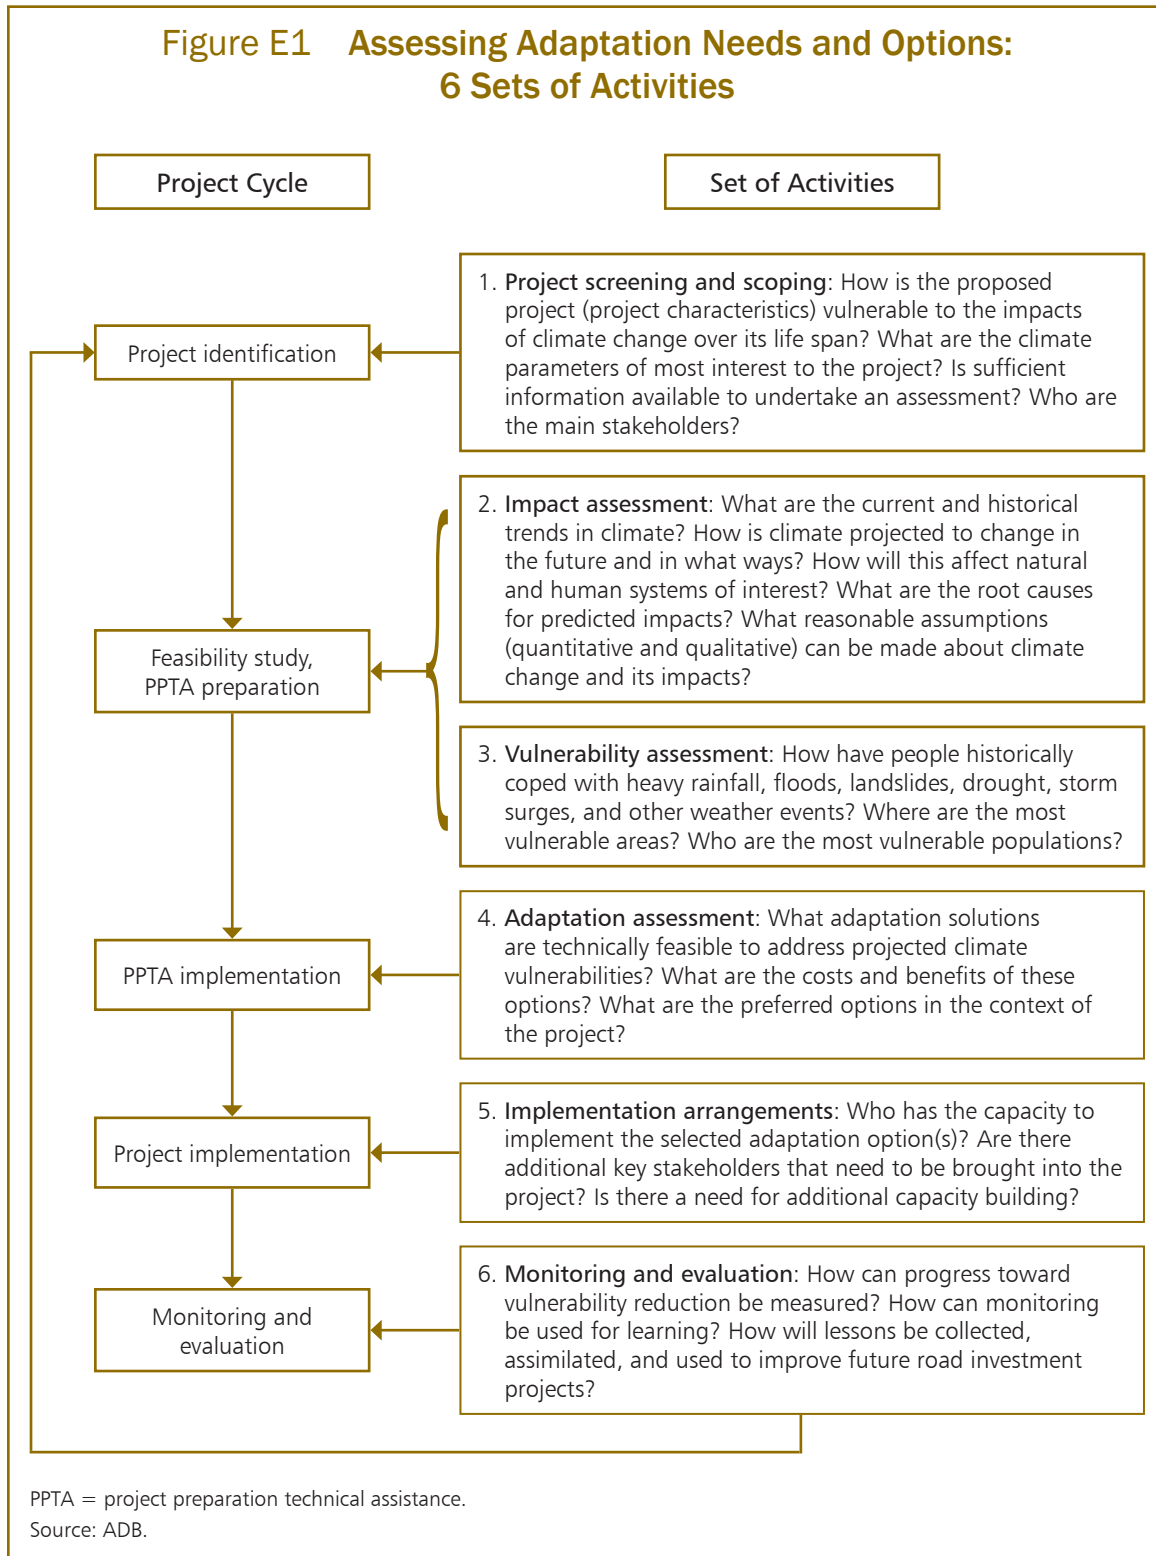 Figure E1 Assessing Adaptation Needs and Options:
6 Sets of Activities
Project Cycle
Set of Activities
Project identification
1. Project screening and scoping: How is the proposed
project (project characteristics) vulnerable to the impacts
of climate change over its life span? What are the climate
parameters of most interest to the project? Is sufficient
information available to undertake an assessment? Who are
the main stakeholders?
Feasibility study,
PPTA preparation
2. Impact assessment: What are the current and historical
trends in climate? How is climate projected to change in
the future and in what ways? How will this affect natural
and human systems of interest? What are the root causes
for predicted impacts? What reasonable assumptions
(quantitative and qualitative) can be made about climate
change and its impacts?
3. Vulnerability assessment: How have people historically
coped with heavy rainfall, floods, landslides, drought, storm
surges, and other weather events? Where are the most
vulnerable areas? Who are the most vulnerable populations?
PPTA implementation
4. Adaptation assessment: What adaptation solutions
are technically feasible to address projected climate
vulnerabilities? What are the costs and benefits of these
options? What are the preferred options in the context of
the project?
Project implementation
5. Implementation arrangements: Who has the capacity to
implement the selected adaptation option(s)? Are there
additional key stakeholders that need to be brought into the
project? Is there a need for additional capacity building?
Monitoring and
evaluation
6. Monitoring and evaluation: How can progress toward
vulnerability reduction be measured? How can monitoring
be used for learning? How will lessons be collected,
assimilated, and used to improve future road investment
projects?
PPTA = project preparation technical assistance.
Source: ADB.